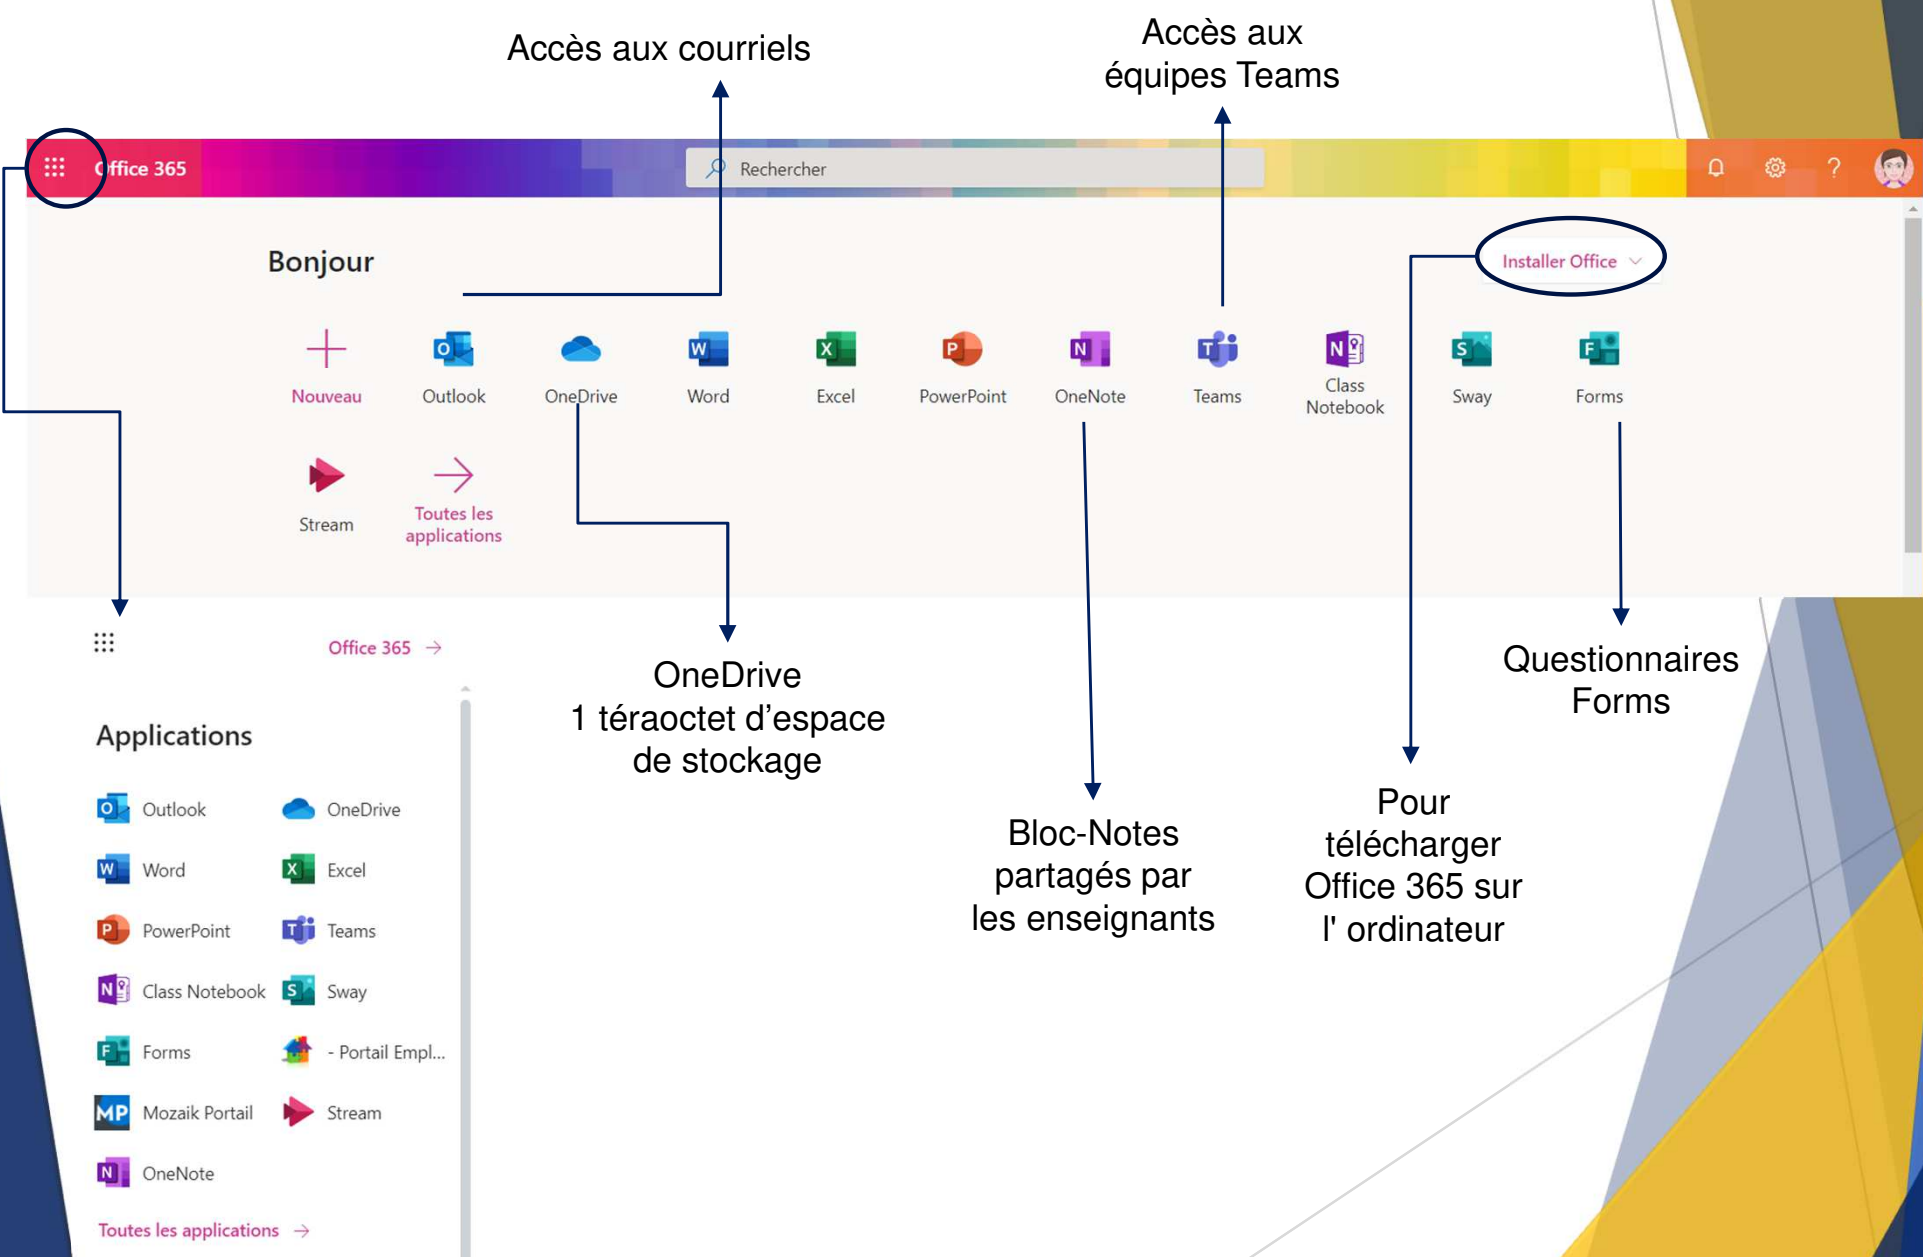 Accès aux courriels
Accès aux
équipes Teams
Office 365
Rechercher
?
Bonjour
Installer Office
Nouveau
Outlook
OneDrive
Word
Excel
PowerPoint
OneNote
Teams
Class
Notebook
Sway
Forms
Stream
Toutes les
applications
Office 365 →
OneDrive
1 téraoctet d’espace
de stockage
Questionnaires
Forms
Bloc-Notes
partagés par
les enseignants
Pour
télécharger
Office 365 sur
l' ordinateur
Applications
Outlook
OneDrive
Word
Excel
PowerPoint
Teams
Class Notebook
Sway
Forms
- Portail Empl...
MP Mozaik Portail
Stream
OneNote
Toutes les applications →